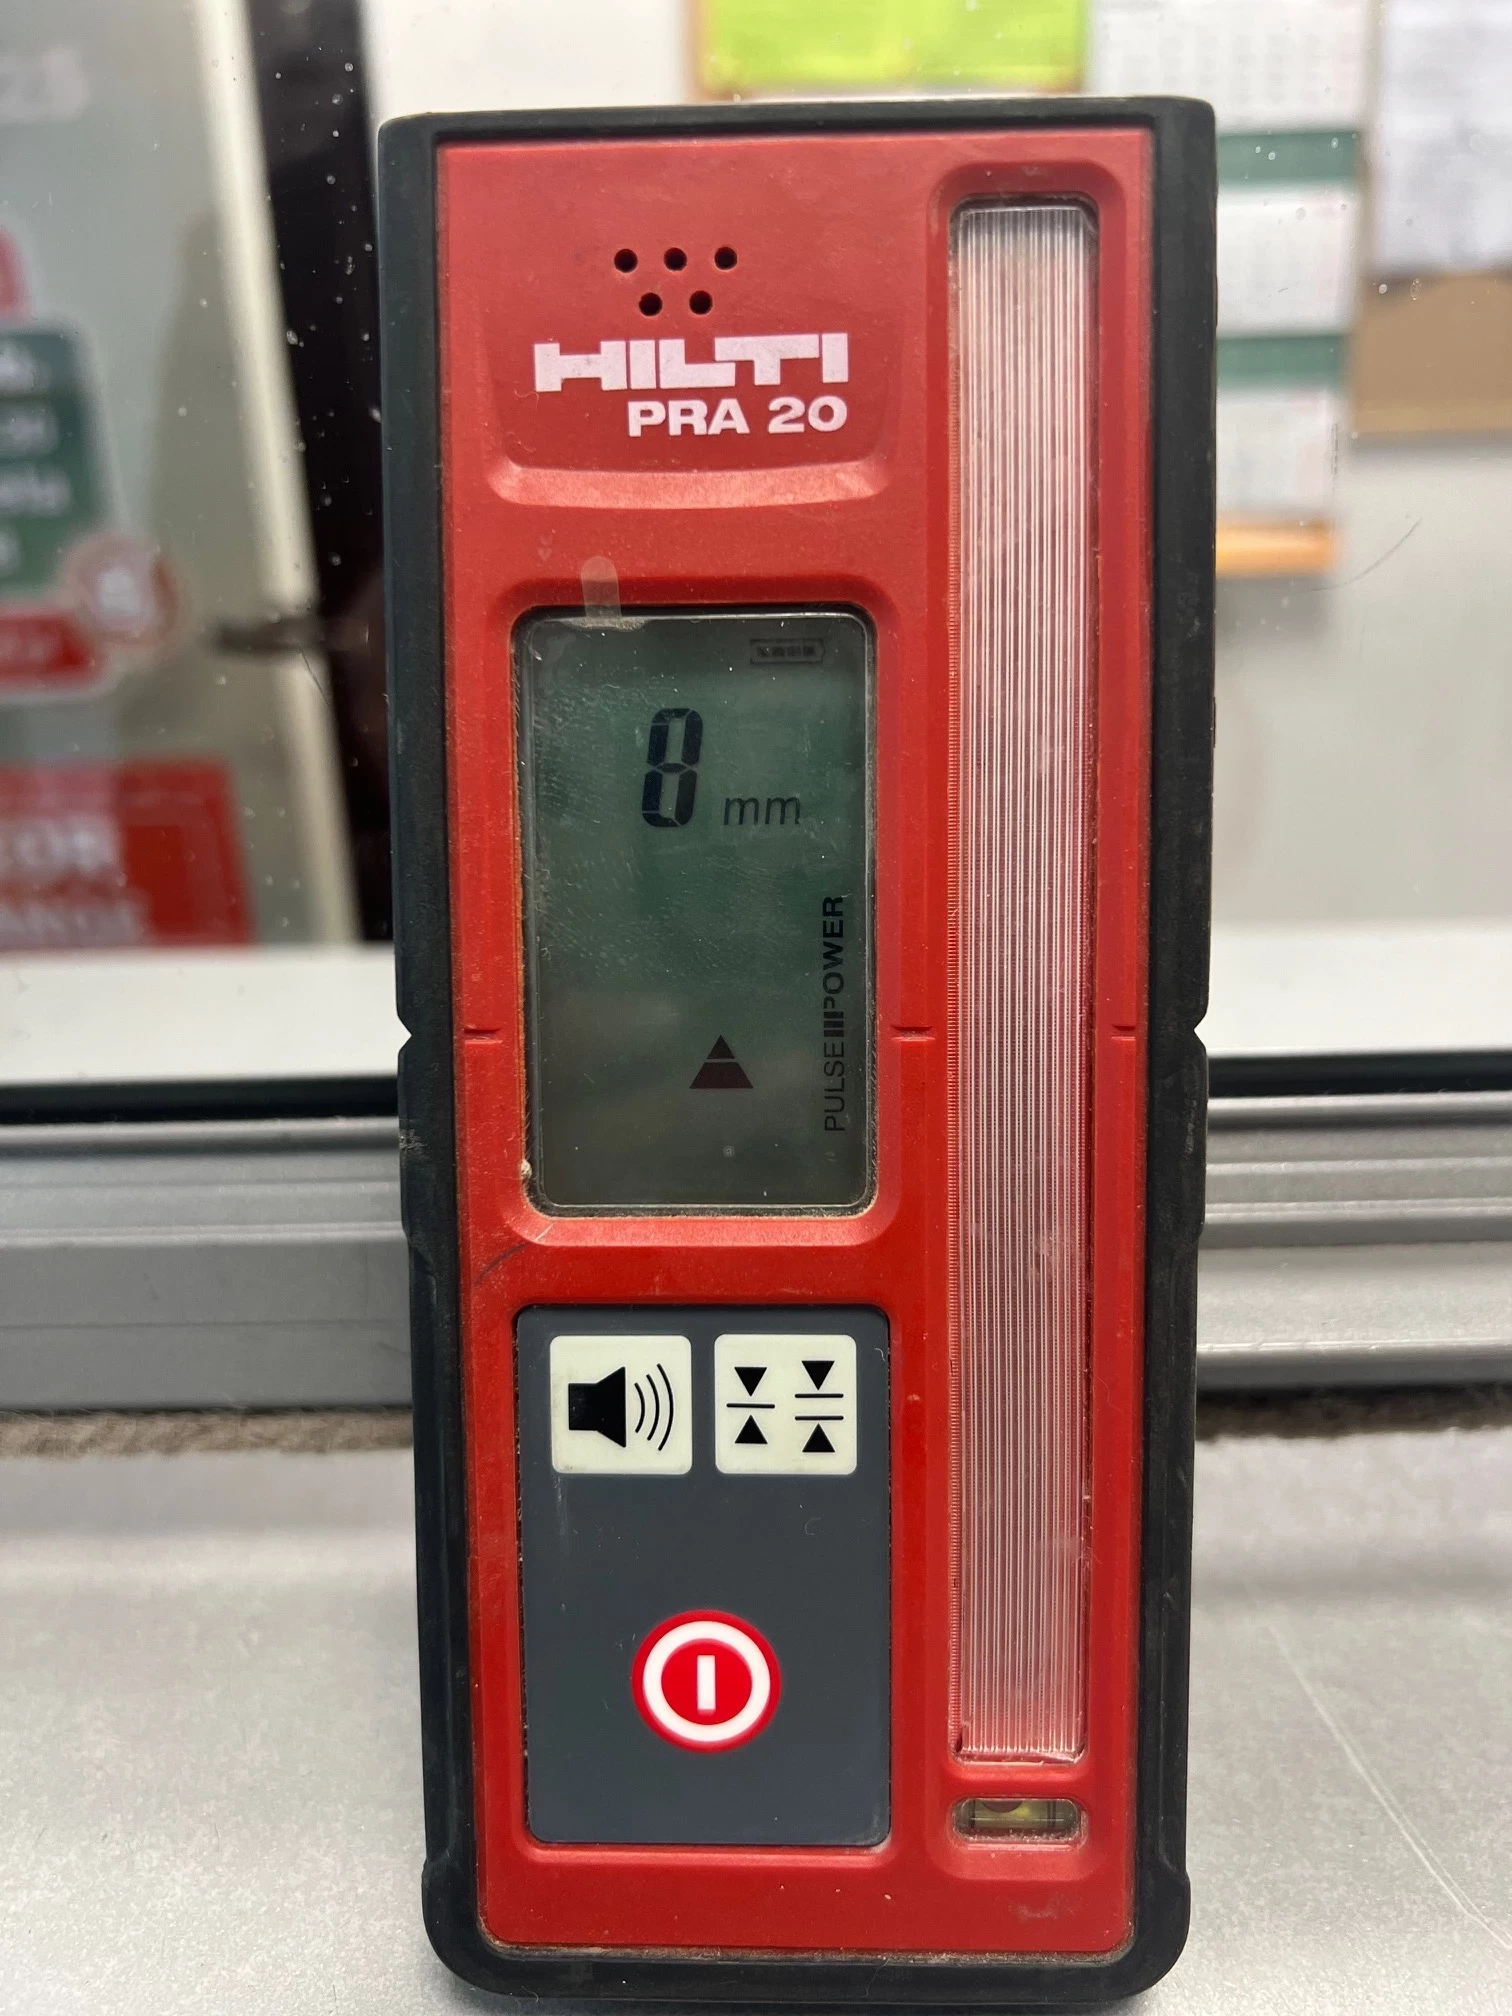 HILTI
PRA 20
8 mm
PULSE POWER